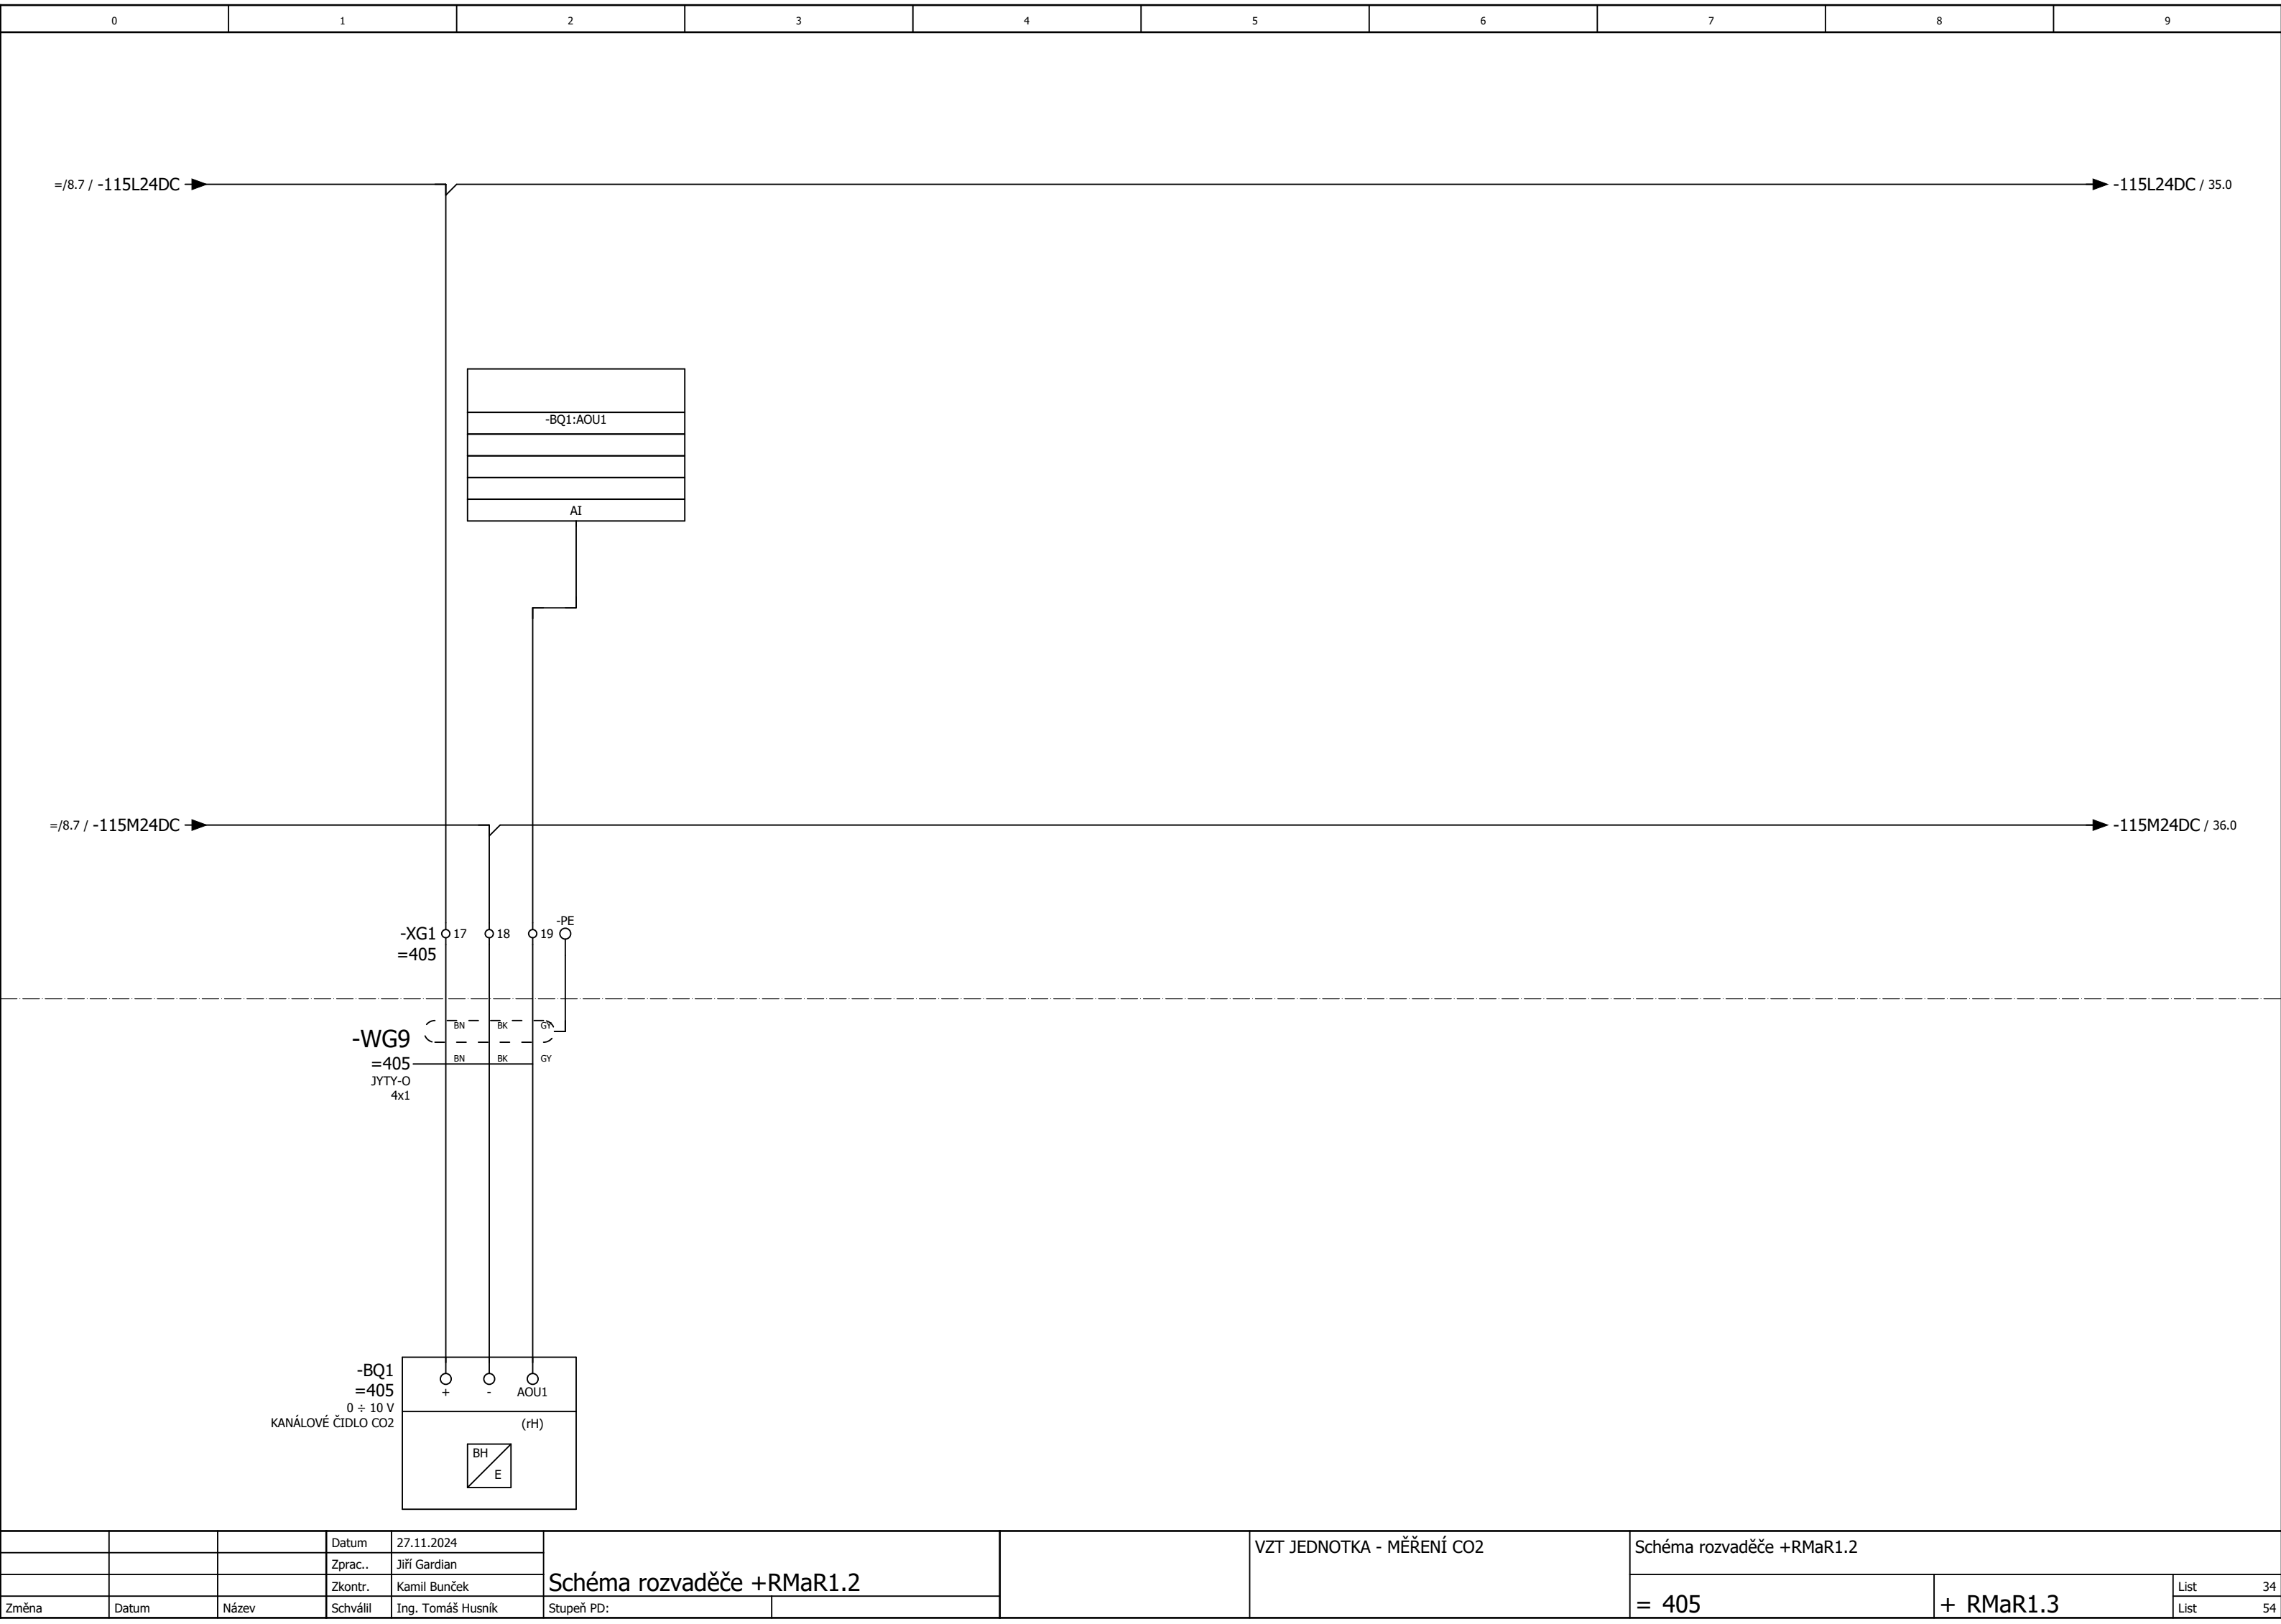 0 1 2 3 4 5 6 7 8 9
=/8.7 / -115L24DC
-115L24DC / 35.0
-BQ1:AOU1
AI
=/8.7 / -115M24DC
-115M24DC / 36.0
-PE
-XG1 17 18 19
=405
BN BK GY
-WG9
=405
BN BK GY
JYTY-O
4x1
-BQ1
=405
0 ÷ 10 V
KANÁLOVÉ ČIDLO CO2
+ - AOU1
(rH)
BH
E
Datum 27.11.2024
Zprac.. Jiří Gardian
Zkontr. Kamil Bunček
Změna Datum Název Schválil Ing. Tomáš Husník
Schéma rozvaděče +RMaR1.2
Stupeň PD:
VZT JEDNOTKA - MĚŘENÍ CO2
Schéma rozvaděče +RMaR1.2
= 405
+ RMaR1.3
List 34
List 54